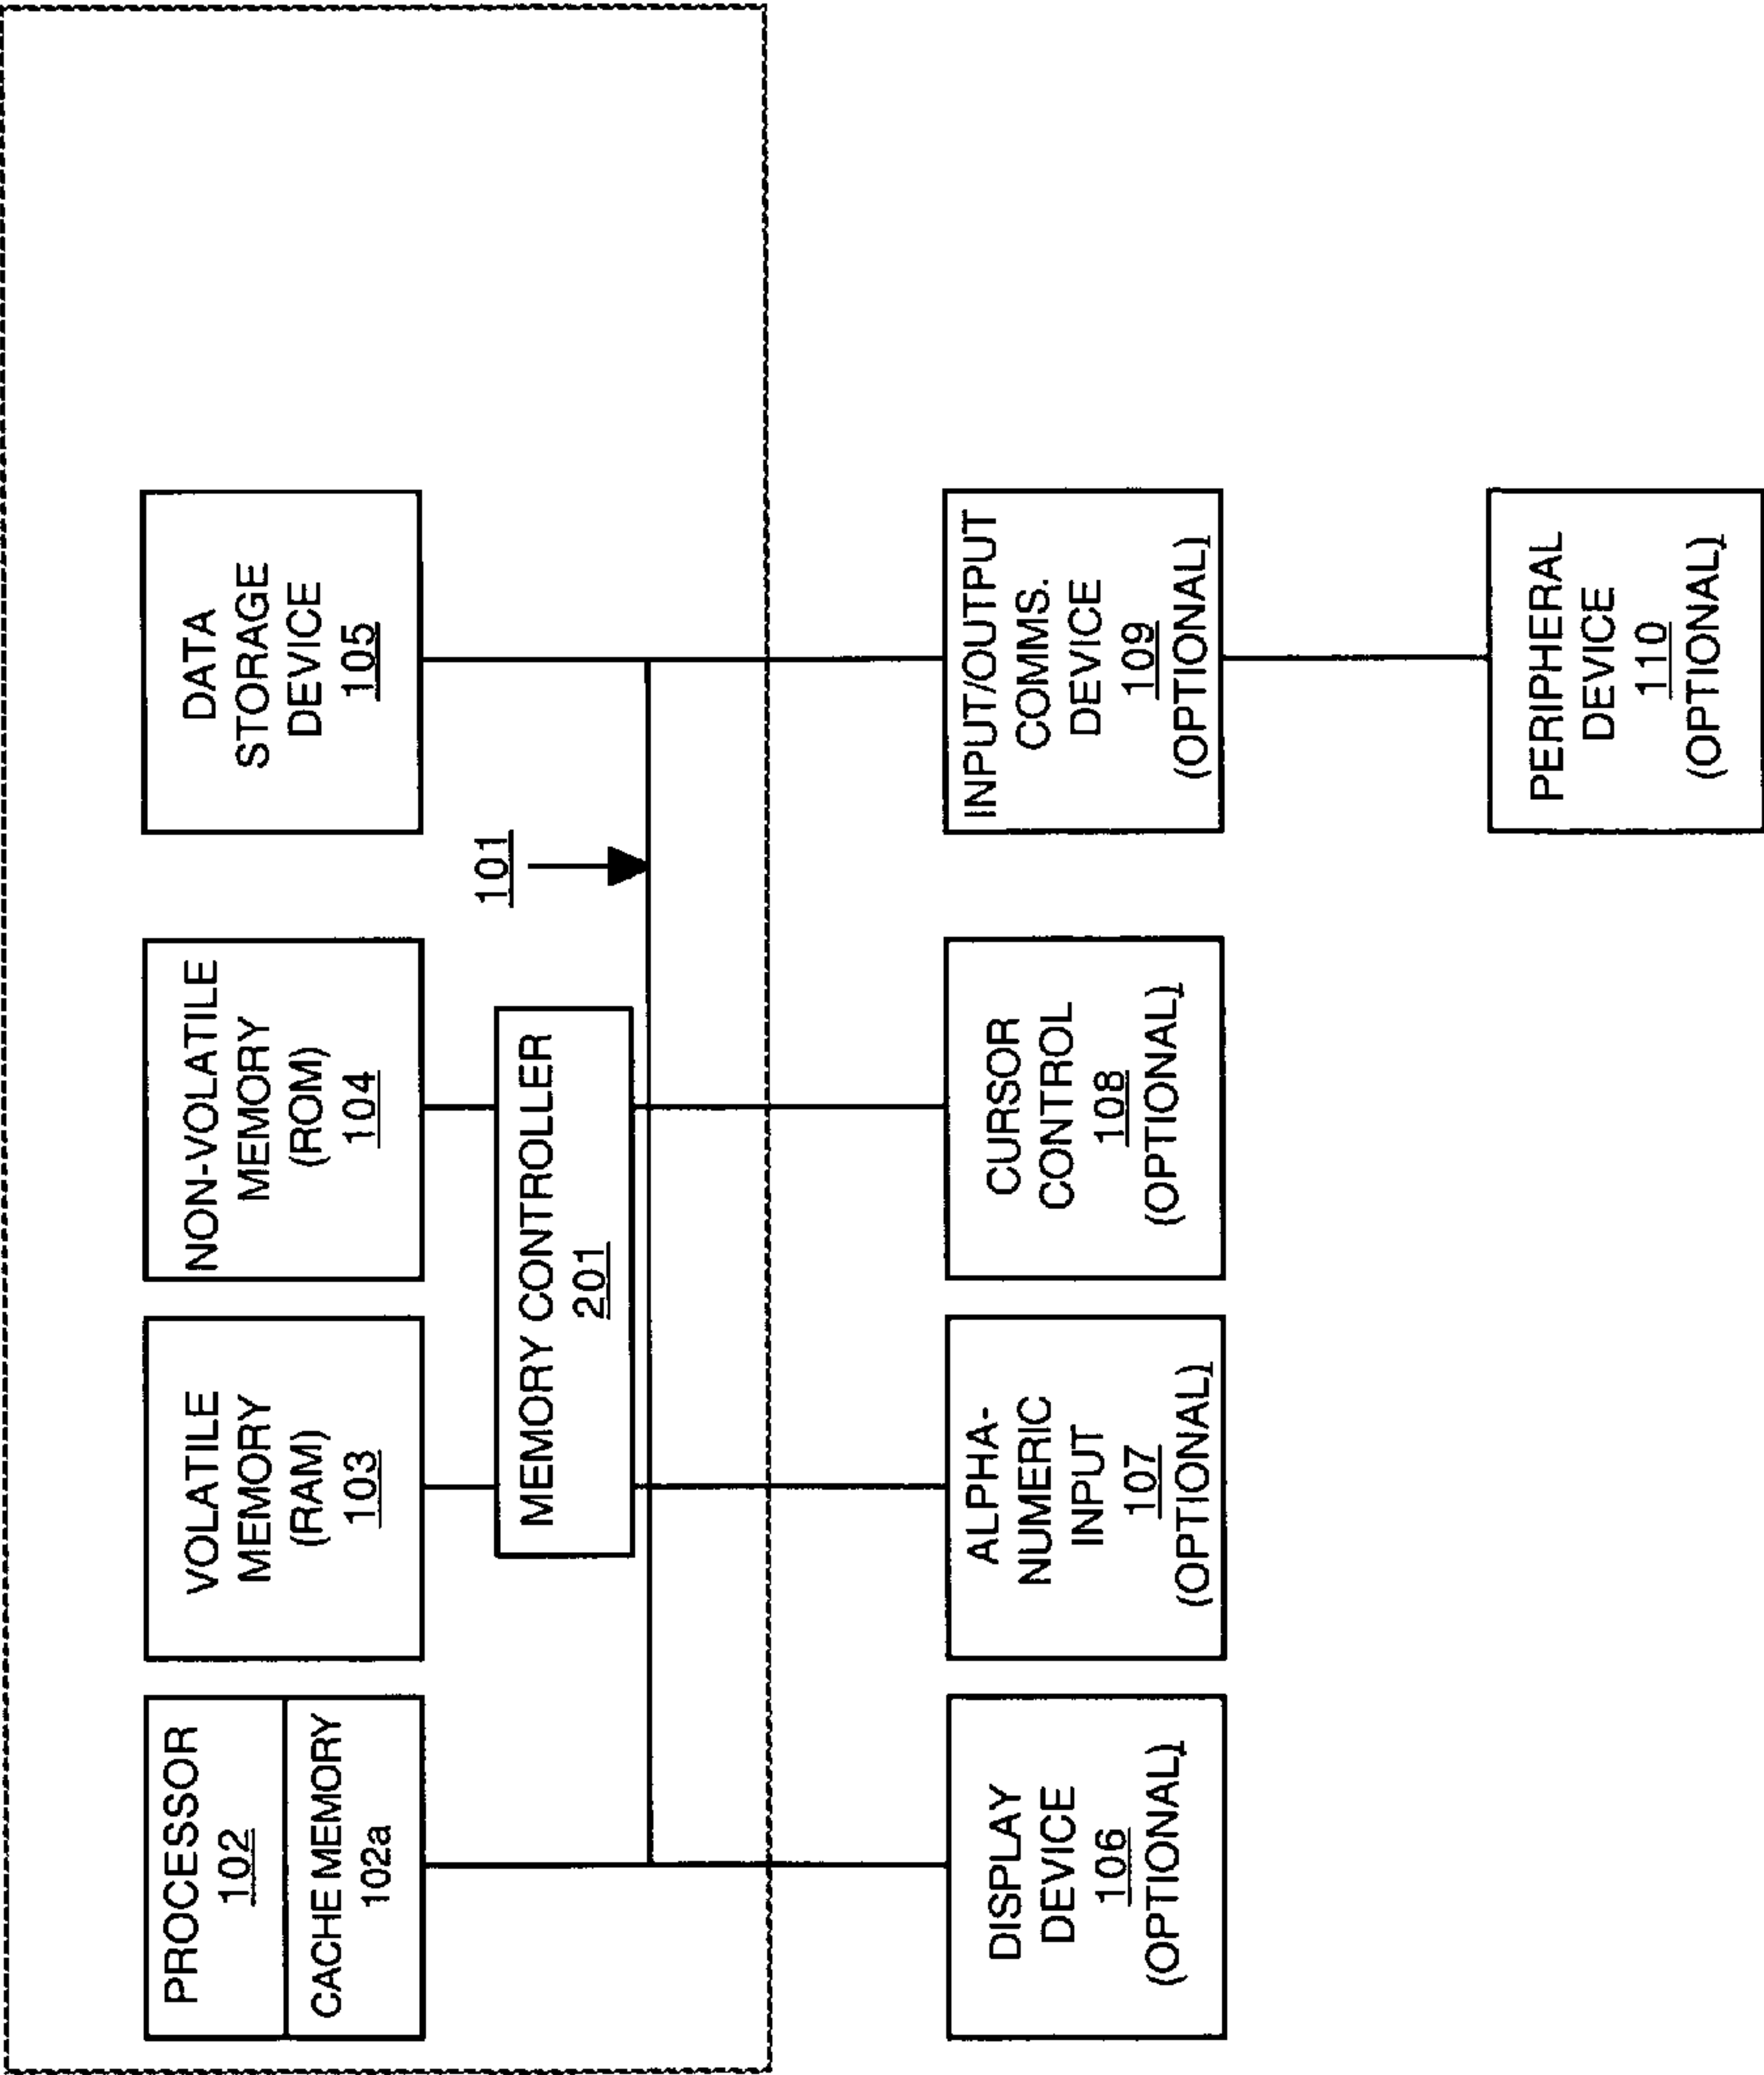 PROCESSOR
102
CACHE MEMORY
102a
VOLATILE
MEMORY
(RAM)
103
NON-VOLATILE
MEMORY
(ROM)
104
DATA
STORAGE
DEVICE
105
MEMORY CONTROLLER
201
101
DISPLAY
DEVICE
106
(OPTIONAL)
ALPHA-
NUMERIC
INPUT
107
(OPTIONAL)
CURSOR
CONTROL
108
(OPTIONAL)
INPUT/OUTPUT
COMMS.
DEVICE
109
(OPTIONAL)
PERIPHERAL
DEVICE
110
(OPTIONAL)